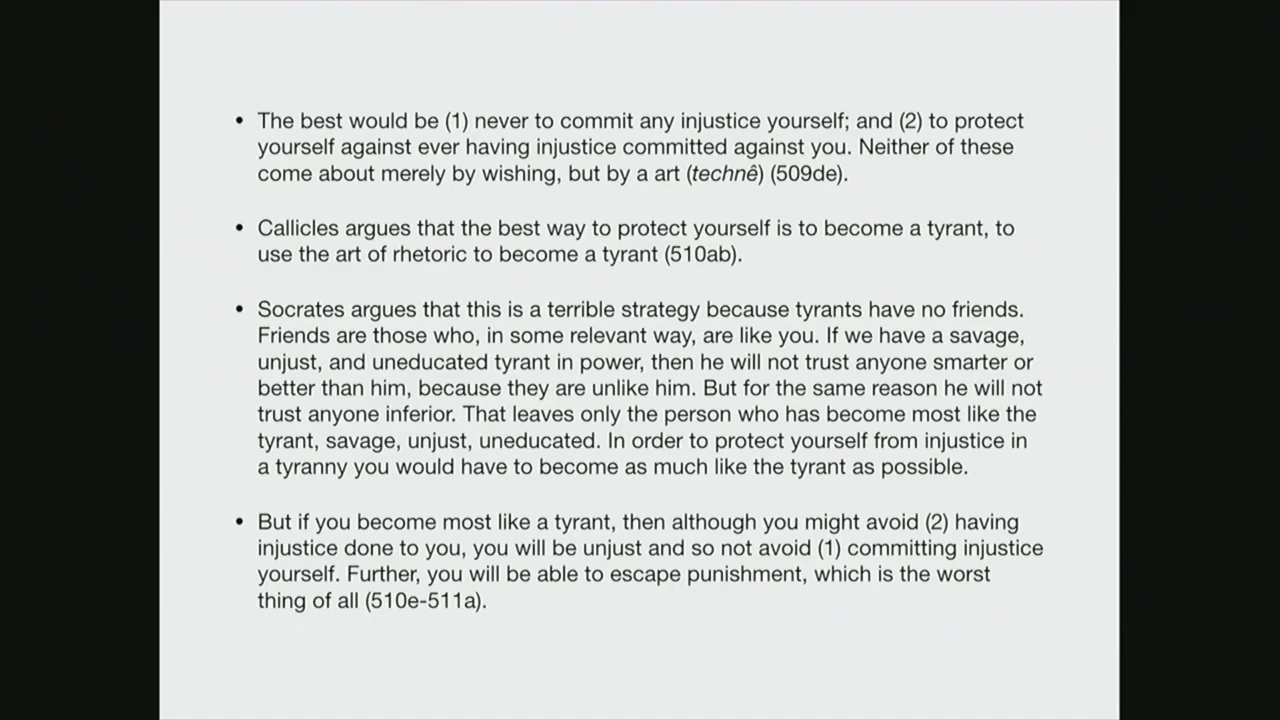 • The best would be (1) never to commit any injustice yourself; and (2) to protect
yourself against ever having injustice committed against you. Neither of these
come about merely by wishing, but by a art (technê) (509de).
• Callicles argues that the best way to protect yourself is to become a tyrant, to
use the art of rhetoric to become a tyrant (510ab).
• Socrates argues that this is a terrible strategy because tyrants have no friends.
Friends are those who, in some relevant way, are like you. If we have a savage,
unjust, and uneducated tyrant in power, then he will not trust anyone smarter or
better than him, because they are unlike him. But for the same reason he will not
trust anyone inferior. That leaves only the person who has become most like the
tyrant, savage, unjust, uneducated. In order to protect yourself from injustice in
a tyranny you would have to become as much like the tyrant as possible.
• But if you become most like a tyrant, then although you might avoid (2) having
injustice done to you, you will be unjust and so not avoid (1) committing injustice
yourself. Further, you will be able to escape punishment, which is the worst
thing of all (510e-511a).